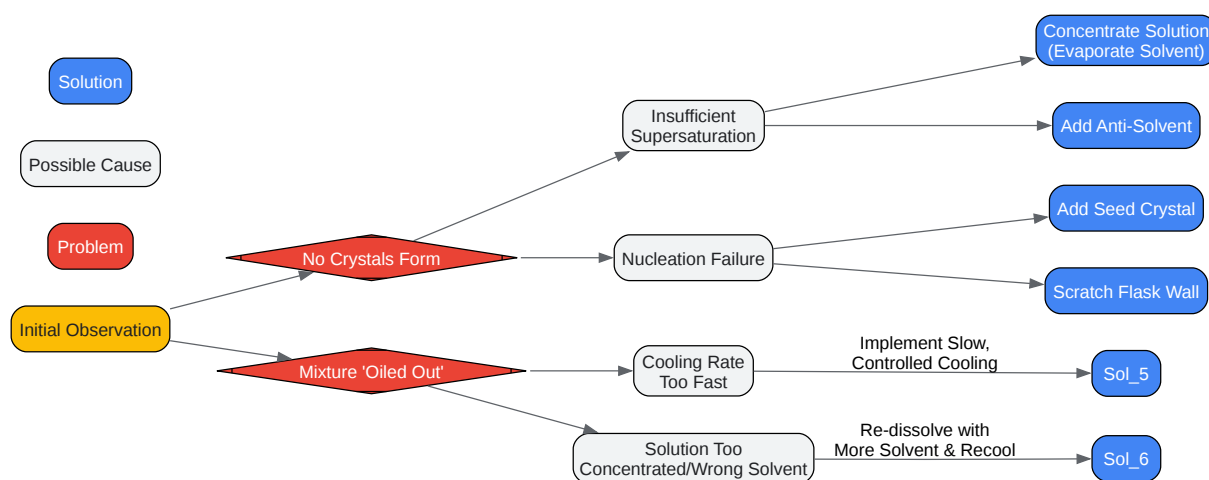 Solution
Possible Cause
Problem
Initial Observation
No Crystals Form
Mixture 'Oiled Out'
Insufficient
Supersaturation
Nucleation Failure
Cooling Rate
Too Fast
Solution Too
Concentrated/Wrong Solvent
Implement Slow,
Controlled Cooling
Re-dissolve with
More Solvent & Recool
Concentrate Solution
(Evaporate Solvent)
Add Anti-Solvent
Add Seed Crystal
Scratch Flask Wall
Sol_5
Sol_6